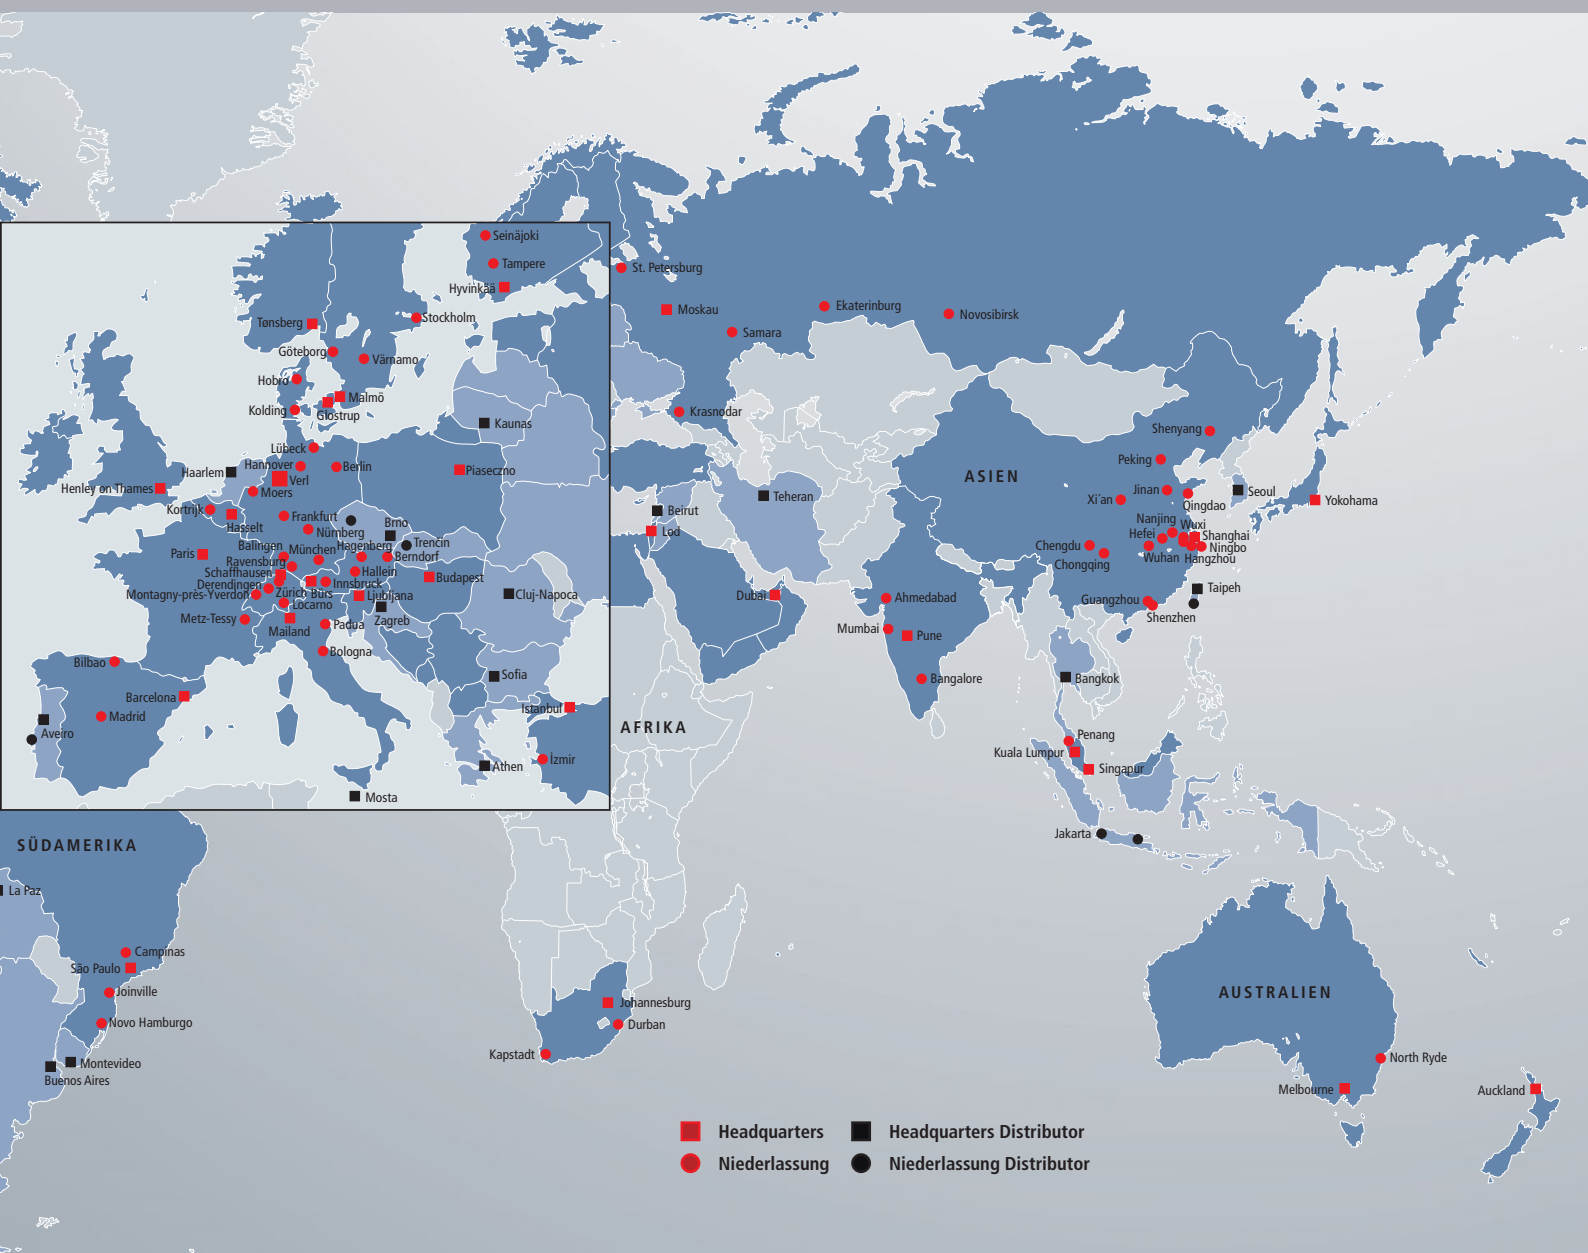 Seinäjoki
Tampere
Hyvinkää
Tønsberg
Stockholm
Göteborg
Värnamo
Hobro
Malmö
Kolding
Glostrup
Kaunas
Lübeck
Hannover
Berlin
Piaseczno
Haarlem
Verl
Henley on Thames
Moers
Kortrijk
Frankfurt
Hasselt
Nürnberg
Brno
Balingen
München
Hagenberg
Trencin
Paris
Berndorf
Ravensburg
Schaffhausen
Hallein
Derendingen
Innsbruck
Budapest
Montagny-près-Yverdon
Zürich
Bürs
Ljubljana
Cluj-Napoca
Locarno
Metz-Tessy
Mailand
Padua
Zagreb
Bologna
Bilbao
Sofia
Barcelona
Madrid
Istanbul
Aveiro
İzmir
Athen
Mosta
St. Petersburg
Moskau
Samara
Ekaterinburg
Novosibirsk
Krasnodar
ASIEN
Shenyang
Peking
Teheran
Beirut
Lod
Jinan
Xi´an
Qingdao
Seoul
Yokohama
Nanjing
Wuxi
Hefei
Shanghai
Chengdu
Ningbo
Chongqing
Wuhan
Hangzhou
Dubai
Ahmedabad
Guangzhou
Taipeh
Shenzhen
Mumbai
Pune
Bangalore
Bangkok
AFRIKA
Penang
Kuala Lumpur
Singapur
Jakarta
SÜDAMERIKA
La Paz
Campinas
São Paulo
Joinville
Novo Hamburgo
Montevideo
Buenos Aires
Johannesburg
Durban
Kapstadt
AUSTRALIEN
North Ryde
Melbourne
Auckland
Headquarters
Headquarters Distributor
Niederlassung
Niederlassung Distributor